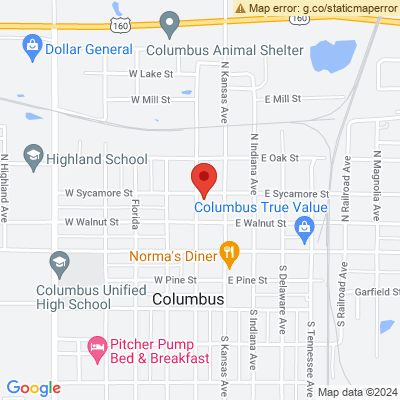 Map error: g.co/staticmaperror
160
160
Columbus Animal Shelter
Dollar General
W Lake St
W Mill St
E Mill St
N Kansas Ave
N Indiana Ave
N Highland Ave
Highland School
E Oak St
N Railroad Ave
N Magnolia Ave
W Sycamore St
E Sycamore St
Florida
Columbus True Value
W Walnut St
E Walnut St
Norma's Diner
Columbus Unified
High School
W Pine St
E Pine St
S Delaware Ave
S Railroad Ave
Garfield St
Columbus
S Kansas Ave
S Indiana Ave
S Tennessee Ave
Pitcher Pump
Bed & Breakfast
Google
Map data ©2024